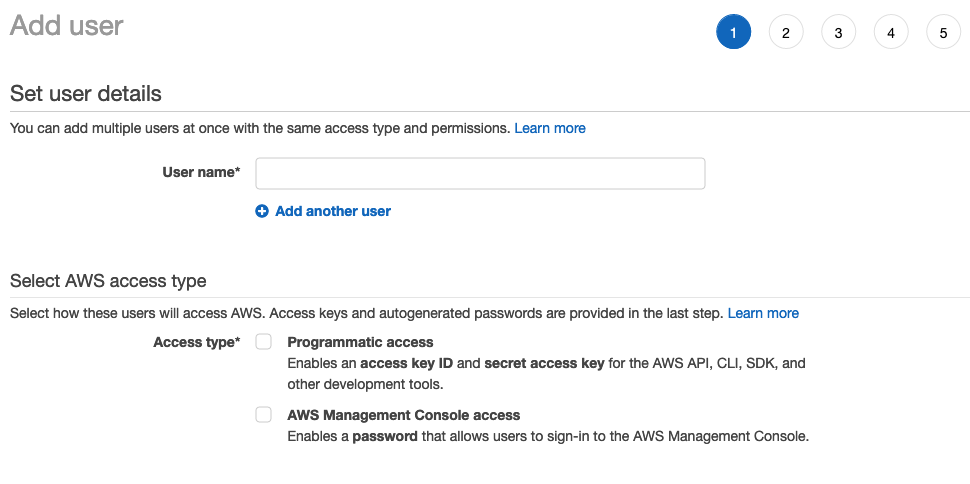 Add user
1 2 3 4 5
Set user details
You can add multiple users at once with the same access type and permissions. Learn more
User name*
Add another user
Select AWS access type
Select how these users will access AWS. Access keys and autogenerated passwords are provided in the last step. Learn more
Access type* Programmatic access
Enables an access key ID and secret access key for the AWS API, CLI, SDK, and
other development tools.
AWS Management Console access
Enables a password that allows users to sign-in to the AWS Management Console.